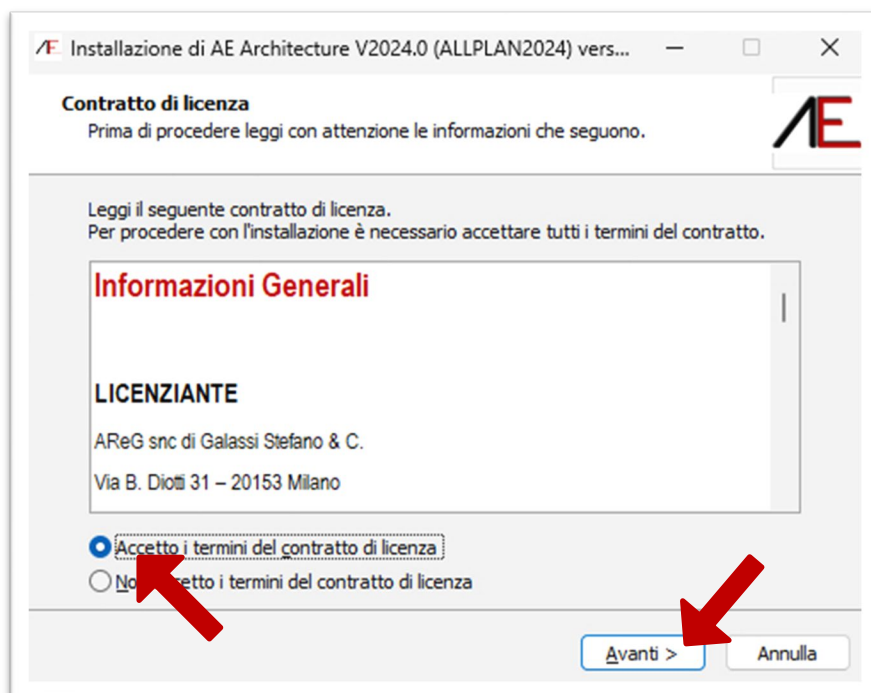 Installazione di AE Architecture V2024.0 (ALLPLAN2024) vers...
Contratto di licenza
Prima di procedere leggi con attenzione le informazioni che seguono.
AE
Leggi il seguente contratto di licenza.
Per procedere con l'installazione è necessario accettare tutti i termini del contratto.
Informazioni Generali
LICENZIANTE
AReG snc di Galassi Stefano & C.
Via B. Diotti 31 – 20153 Milano
Accetto i termini del contratto di licenza
i termini del contratto di licenza
Avanti >
Annulla